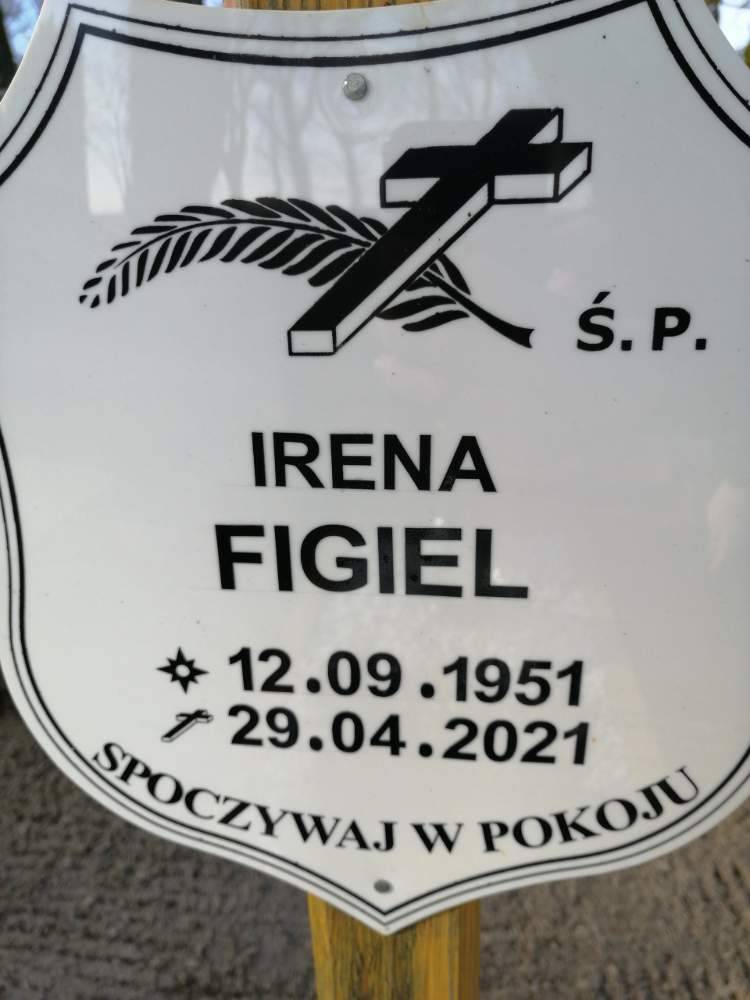 Ś. P.
IRENA
FIGIEL
12.09.1951
29.04.2021
SPOCZYWAJ W POKOJU